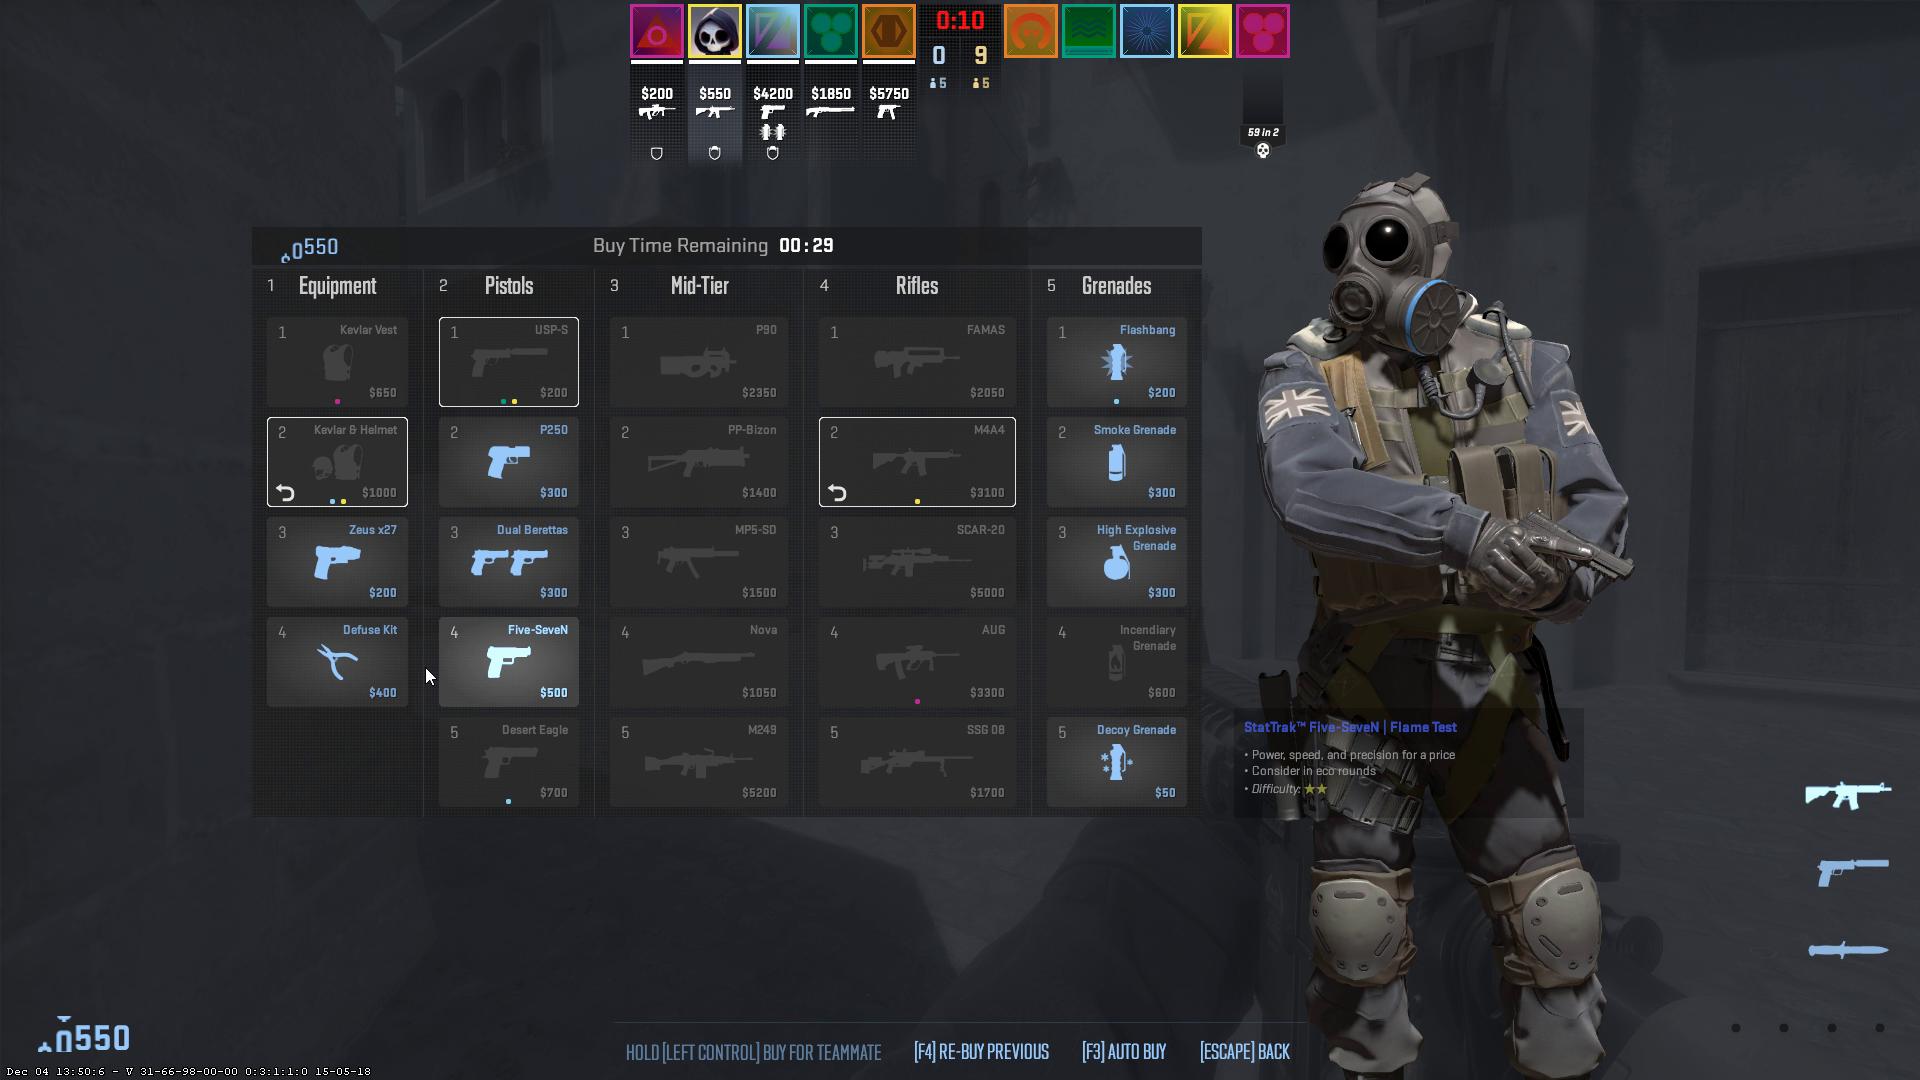 0:10
0 9
5 5
$200 $550 $4200 $1850 $5750
59 in 2
550
Buy Time Remaining 00:29
1 Equipment
1 Kevlar Vest
$650
2 Kevlar & Helmet
$1000
3 Zeus x27
$200
4 Defuse Kit
$400
2 Pistols
1 USP-S
$200
2 P250
$300
3 Dual Berettas
$300
4 Five-SeveN
$500
5 Desert Eagle
$700
3 Mid-Tier
1 P90
$2350
2 PP-Bizon
$1400
3 MP5-SD
$1500
4 Nova
$1050
5 M249
$5200
4 Rifles
1 FAMAS
$2050
2 M4A4
$3100
3 SCAR-20
$5000
4 AUG
$3300
5 SSG 08
$1700
5 Grenades
1 Flashbang
$200
2 Smoke Grenade
$300
3 High Explosive
Grenade
$300
4 Incendiary
Grenade
$600
5 Decoy Grenade
$50
StatTrak™ Five-SeveN | Flame Test
• Power, speed, and precision for a price
• Consider in eco rounds
• Difficulty: ★★
550
HOLD [LEFT CONTROL] BUY FOR TEAMMATE [F4] RE-BUY PREVIOUS [F3] AUTO BUY [ESCAPE] BACK
Dec 04 13:50:6 - V 31-66-98-00-00 0:3:1:1:0 15-05-18